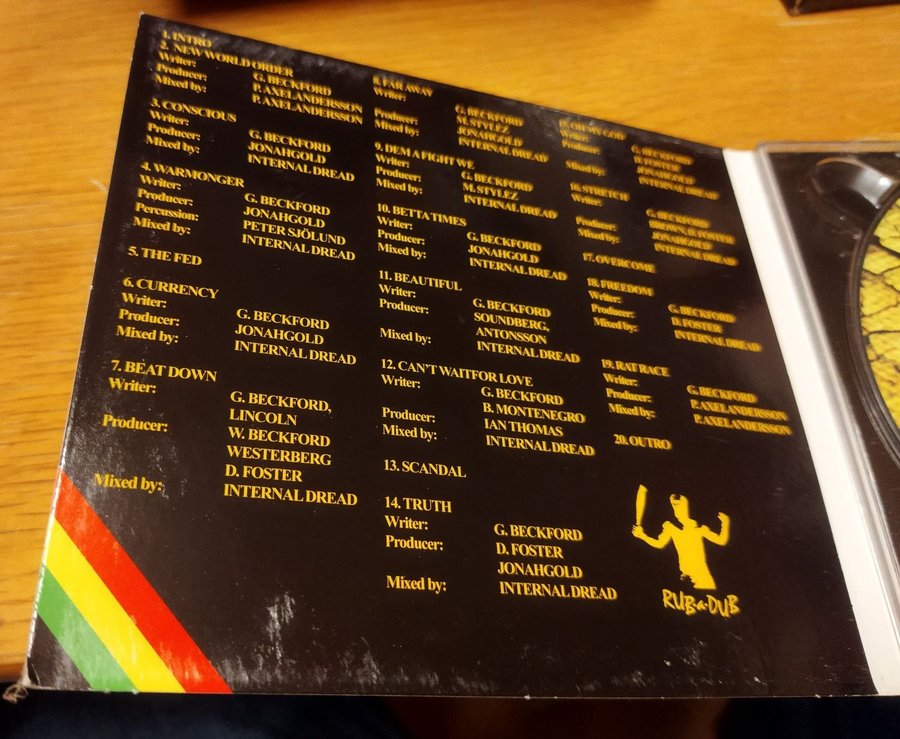 1. INTRO
2. NEW WORLD ORDER
Writer: G. BECKFORD
Producer: P. AXELANDERSSON
Mixed by: P. AXELANDERSSON
3. CONSCIOUS
Writer: G. BECKFORD
Producer: JONAHGOLD
Mixed by: INTERNAL DREAD
4. WARMONGER
Writer: G. BECKFORD
Producer: JONAHGOLD
Percussion: PETER SJÖLUND
Mixed by: INTERNAL DREAD
5. THE FED
6. CURRENCY
Writer: G. BECKFORD
Producer: JONAHGOLD
Mixed by: INTERNAL DREAD
7. BEAT DOWN
Writer: G. BECKFORD,
LINCOLN
Producer: W. BECKFORD
WESTERBERG
D. FOSTER
Mixed by: INTERNAL DREAD
8. FAR AWAY
Writer: G. BECKFORD
M. STYLEZ
Producer: JONAHGOLD
Mixed by: INTERNAL DREAD
9. DEM A FIGHT WE
Writer: G. BECKFORD
Producer: M. STYLEZ
Mixed by: INTERNAL DREAD
10. BETTA TIMES
Writer: G. BECKFORD
Producer: JONAHGOLD
Mixed by: INTERNAL DREAD
11. BEAUTIFUL
Writer: G. BECKFORD
Producer: SOUNDBERG,
ANTONSSON
Mixed by: INTERNAL DREAD
12. CAN'T WAIT FOR LOVE
Writer: G. BECKFORD
B. MONTENEGRO
Producer: IAN THOMAS
Mixed by: INTERNAL DREAD
13. SCANDAL
14. TRUTH
Writer: G. BECKFORD
Producer: D. FOSTER
JONAHGOLD
Mixed by: INTERNAL DREAD
15. OH MY GOD
Writer: G. BECKFORD
Producer: D. FOSTER
JONAHGOLD
Mixed by: INTERNAL DREAD
16. STRETCH
Writer: G. BECKFORD
BROWN, D. FOSTER
Producer: JONAHGOLD
Mixed by: INTERNAL DREAD
17. OVERCOME
18. FREEDOM
Writer: G. BECKFORD
Producer: D. FOSTER
Mixed by: INTERNAL DREAD
19. RAT RACE
Writer: G. BECKFORD
Producer: P. AXELANDERSSON
Mixed by: P. AXELANDERSSON
20. OUTRO
RUB-a-DUB